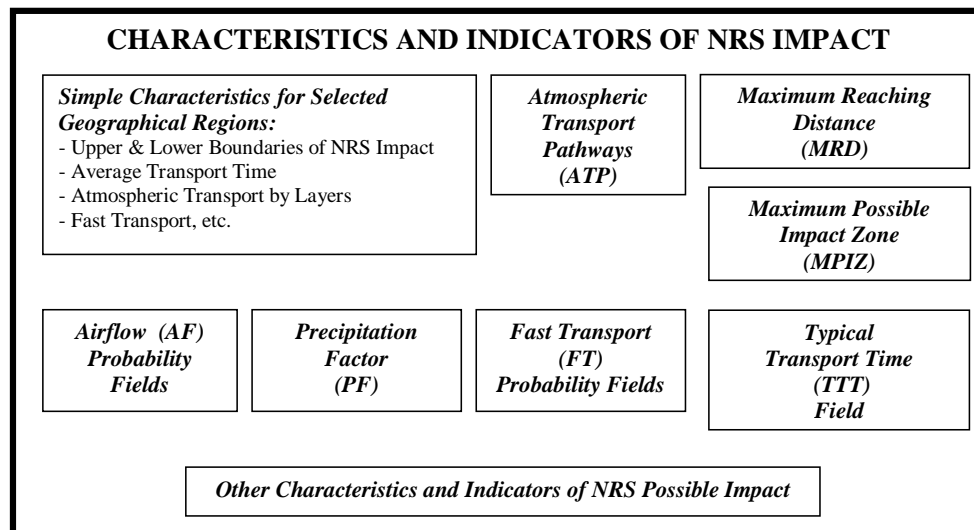 CHARACTERISTICS AND INDICATORS OF NRS IMPACT
Simple Characteristics for Selected
Geographical Regions:
- Upper & Lower Boundaries of NRS Impact
- Average Transport Time
- Atmospheric Transport by Layers
- Fast Transport, etc.
Atmospheric
Transport
Pathways
(ATP)
Maximum Reaching
Distance
(MRD)
Maximum Possible
Impact Zone
(MPIZ)
Airflow (AF)
Probability
Fields
Precipitation
Factor
(PF)
Fast Transport
(FT)
Probability Fields
Typical
Transport Time
(TTT)
Field
Other Characteristics and Indicators of NRS Possible Impact